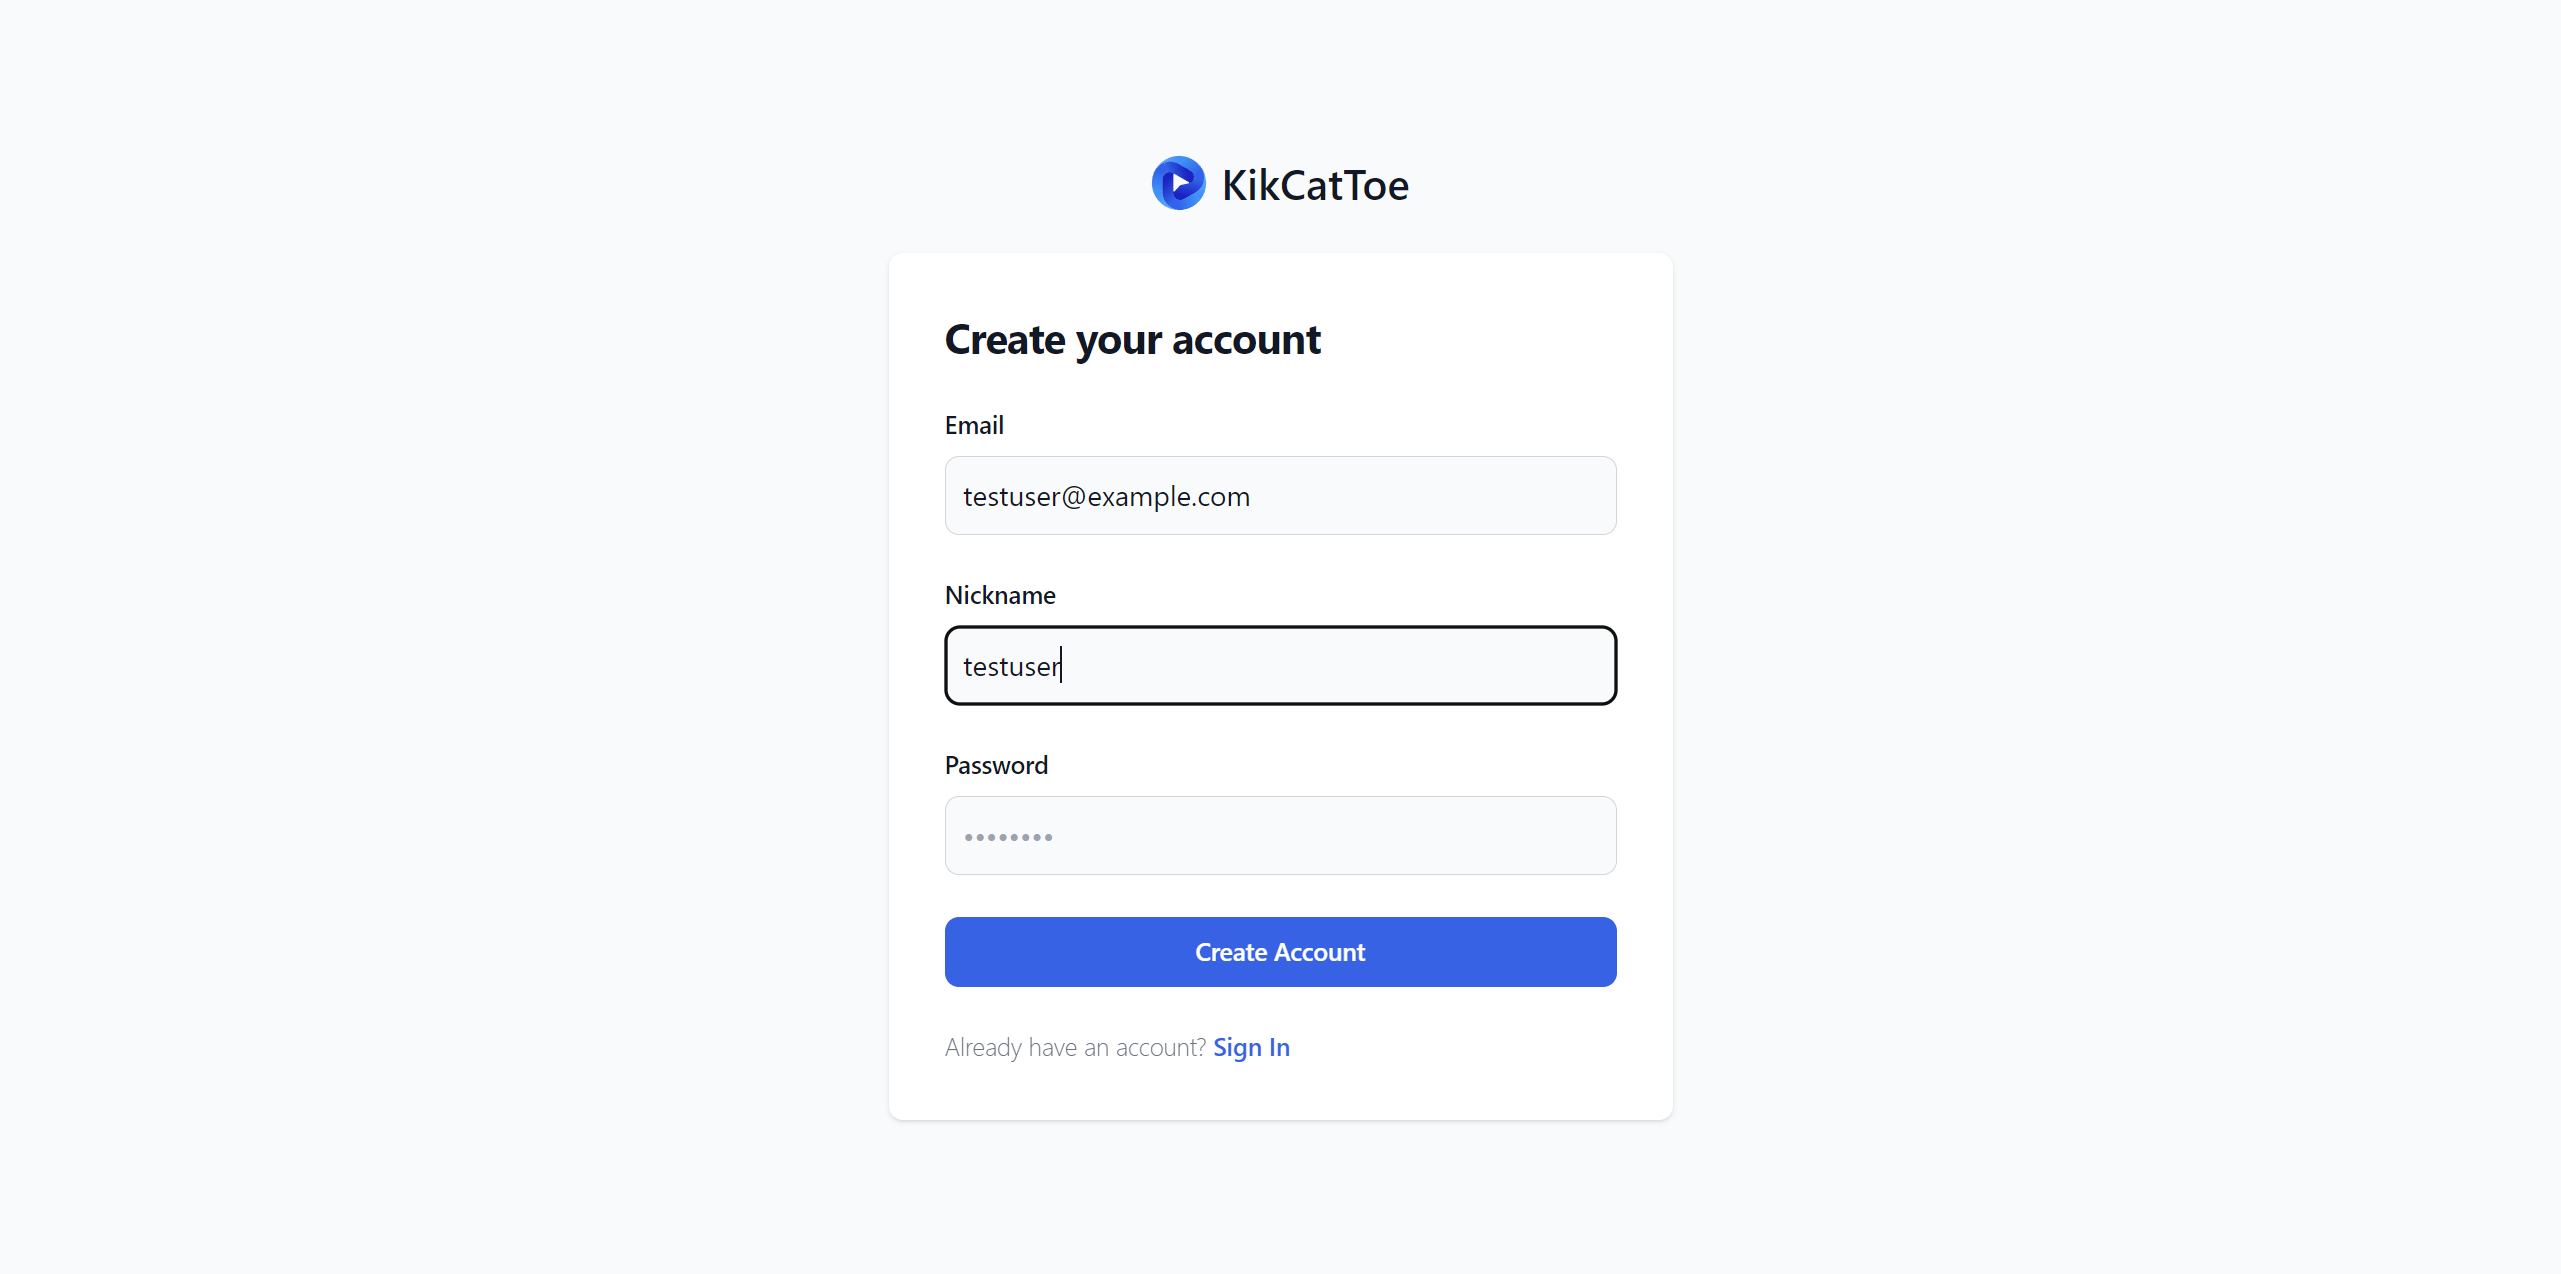 KikCatToe
Create your account
Email
testuser@example.com
Nickname
testuser
Password
••••••••
Create Account
Already have an account? Sign In